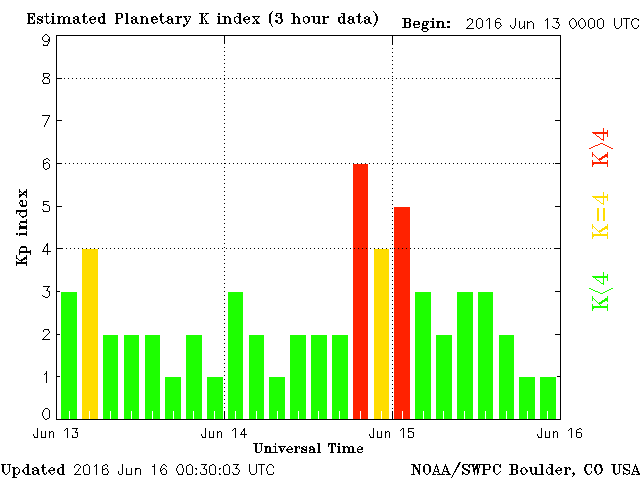 Estimated Planetary K index (3 hour data) Begin: 2016 Jun 13 0000 UTC
9
8
7
6
5
4
3
2
1
0
Kp index
K>4
K=4
K<4
Jun 13 Jun 14 Jun 15 Jun 16
Universal Time
Updated 2016 Jun 16 00:30:03 UTC NOAA/SWPC Boulder, CO USA